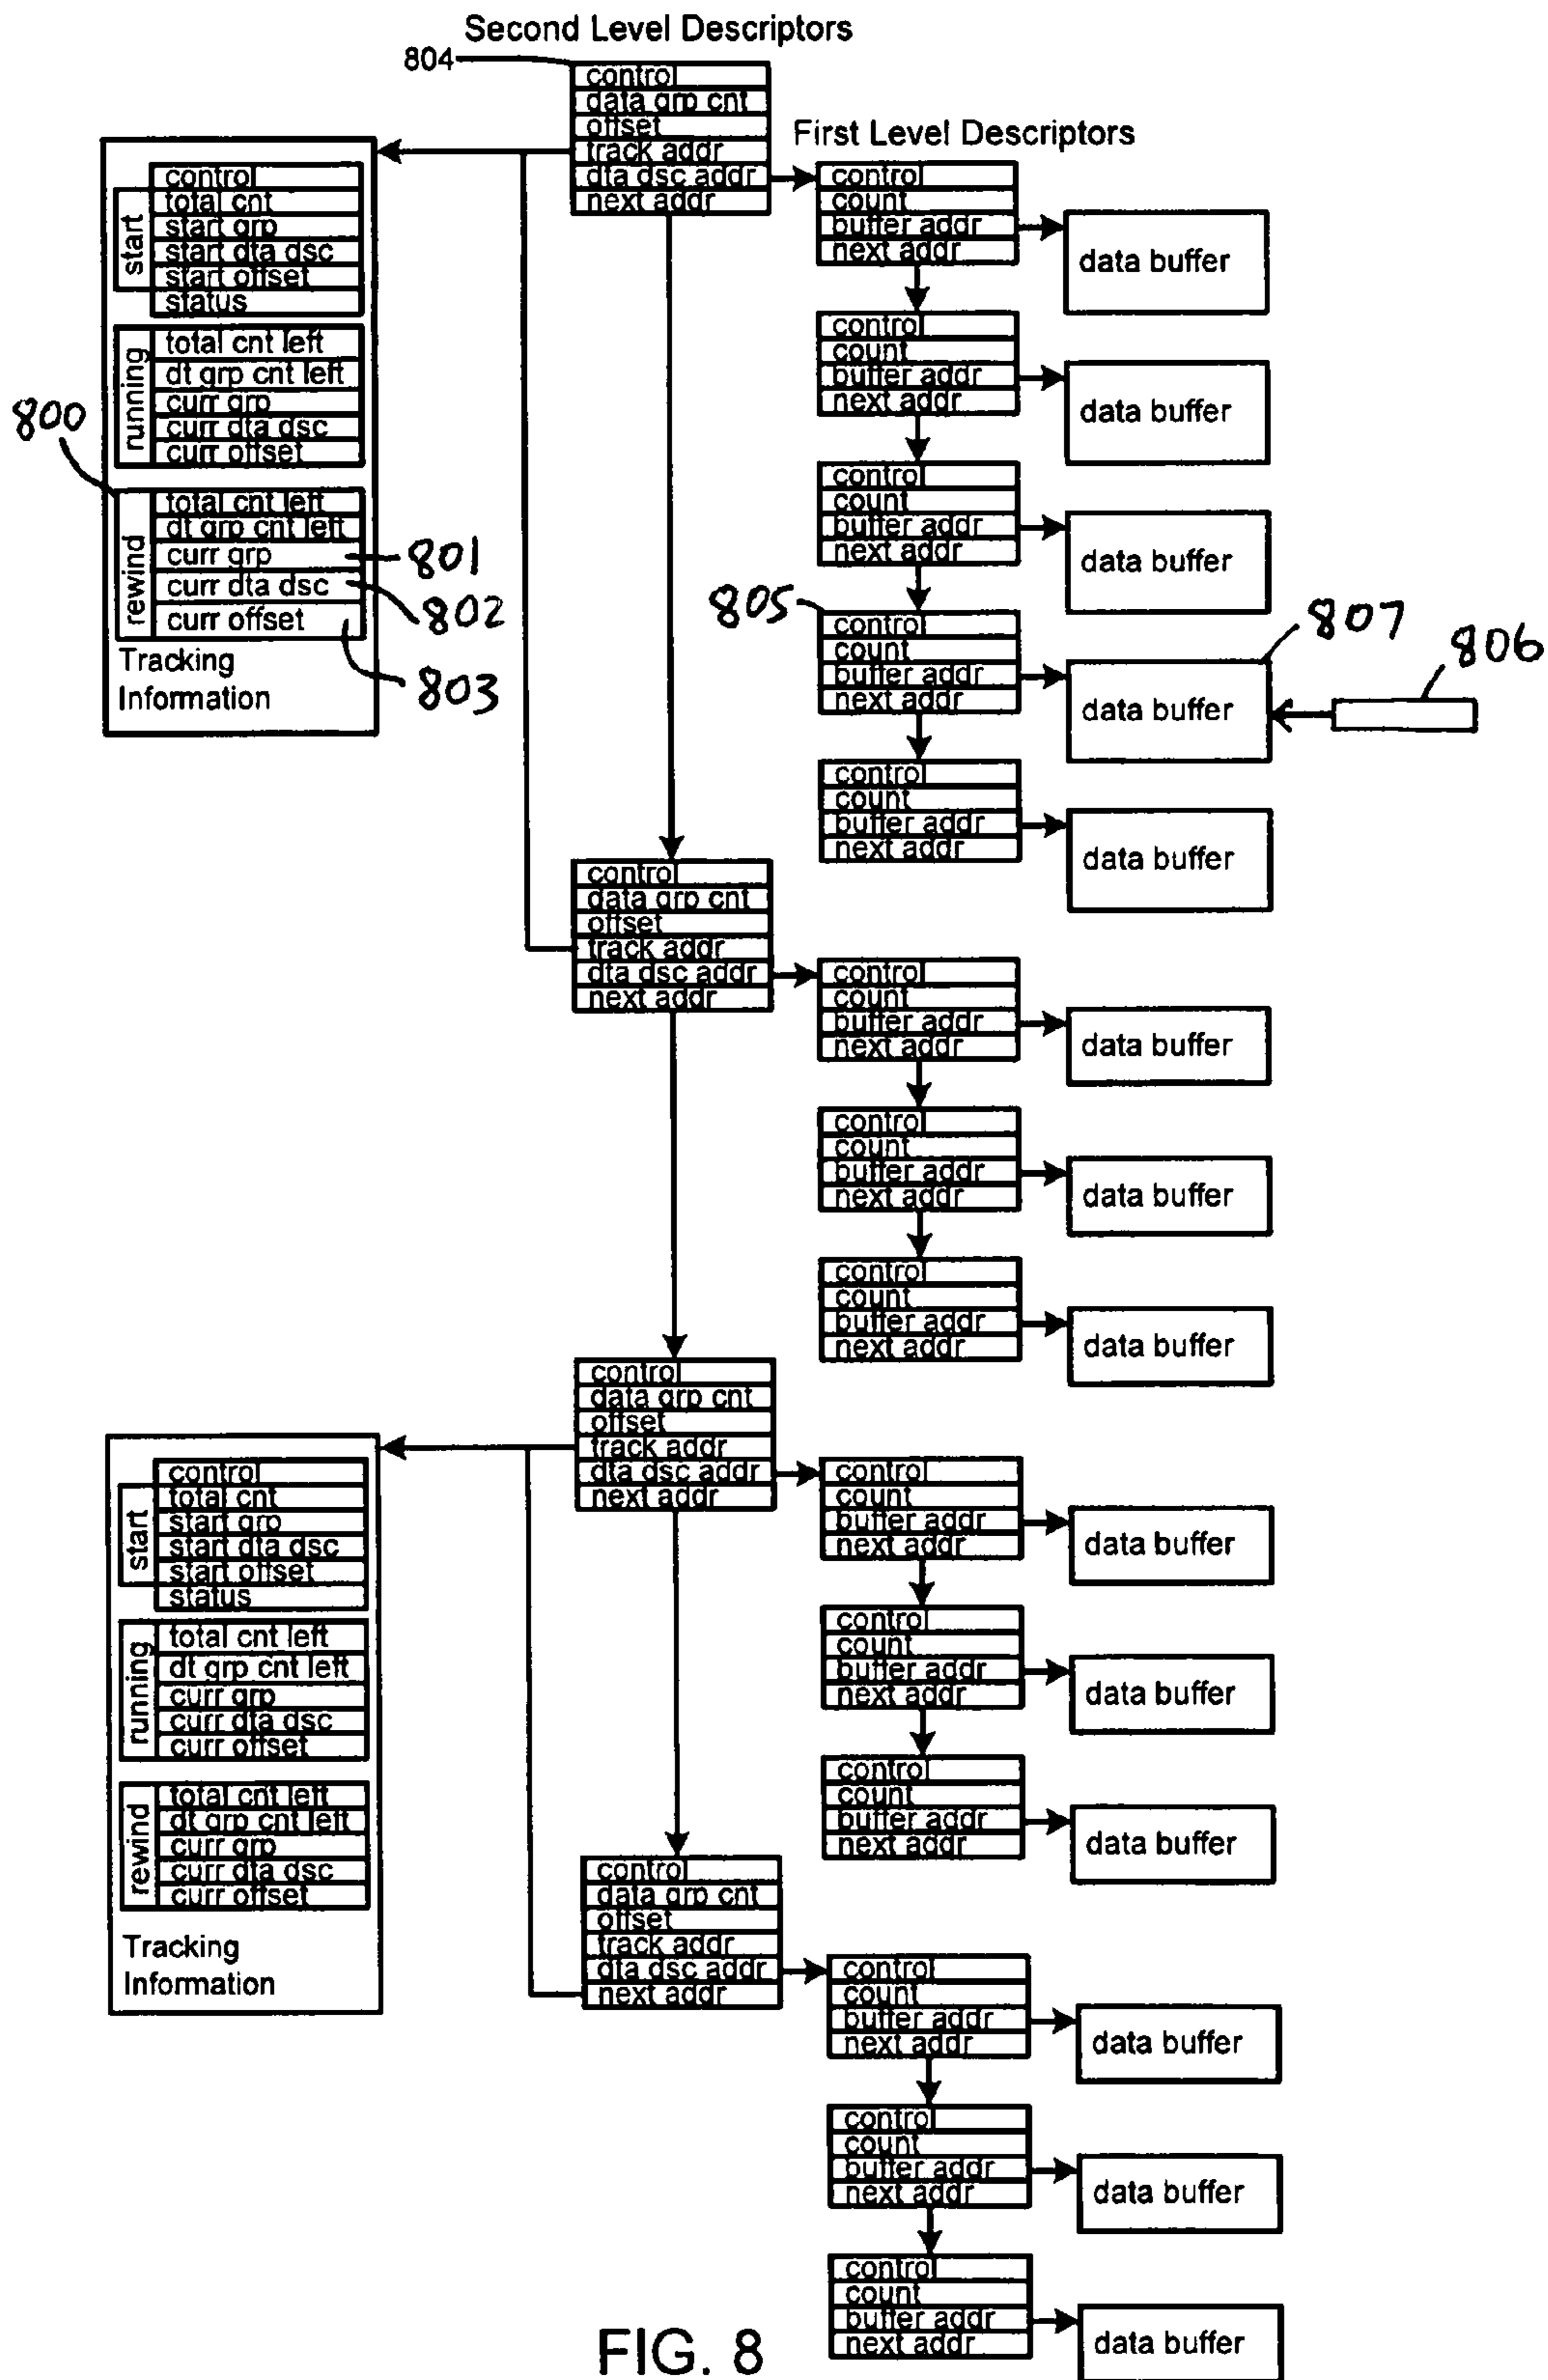 Second Level Descriptors
804
control
data grp cnt
offset
track addr
dta dsc addr
next addr
First Level Descriptors
control
total cnt
start grp
start dta dsc
start offset
status
start
total cnt left
dt grp cnt left
curr grp
curr dta dsc
curr offset
running
800
total cnt left
dt grp cnt left
curr grp
curr dta dsc
curr offset
rewind
801
802
803
Tracking
Information
control
count
buffer addr
next addr
data buffer
control
count
buffer addr
next addr
data buffer
control
count
buffer addr
next addr
data buffer
805
control
count
buffer addr
next addr
data buffer
807
806
control
count
buffer addr
next addr
data buffer
control
data grp cnt
offset
track addr
dta dsc addr
next addr
control
count
buffer addr
next addr
data buffer
control
count
buffer addr
next addr
data buffer
control
count
buffer addr
next addr
data buffer
control
data grp cnt
offset
track addr
dta dsc addr
next addr
control
total cnt
start grp
start dta dsc
start offset
status
start
total cnt left
dt grp cnt left
curr grp
curr dta dsc
curr offset
running
total cnt left
dt grp cnt left
curr grp
curr dta dsc
curr offset
rewind
Tracking
Information
control
count
buffer addr
next addr
data buffer
control
count
buffer addr
next addr
data buffer
control
count
buffer addr
next addr
data buffer
control
data grp cnt
offset
track addr
dta dsc addr
next addr
control
count
buffer addr
next addr
data buffer
control
count
buffer addr
next addr
data buffer
control
count
buffer addr
next addr
data buffer
FIG. 8